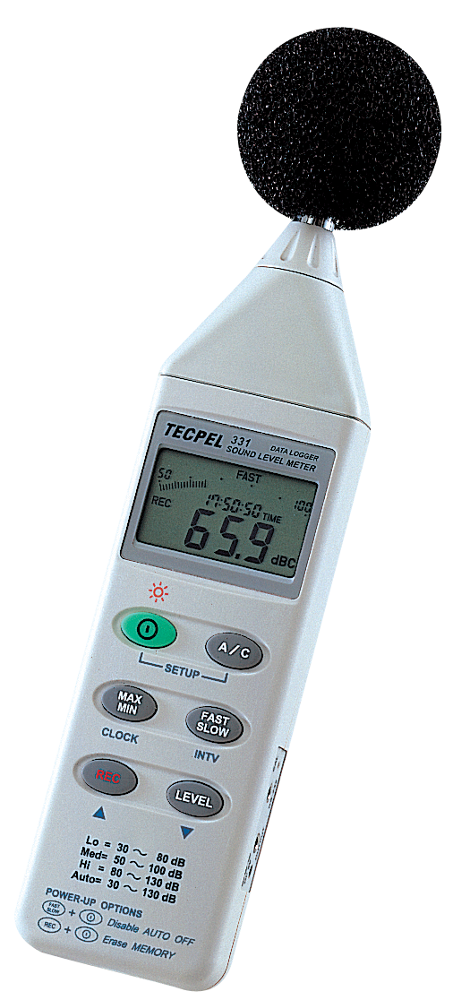 TECPEL 331 DATA LOGGER
SOUND LEVEL METER
50 FAST 100
REC 17:50:50 TIME
65.9 dBC
A/C
SETUP
MAX MIN
FAST SLOW
CLOCK
INTV
REC
LEVEL
Lo = 30 ~ 80 dB
Med= 50 ~ 100 dB
Hi = 80 ~ 130 dB
Auto= 30 ~ 130 dB
POWER-UP OPTIONS
FAST SLOW + Disable AUTO OFF
REC + Erase MEMORY